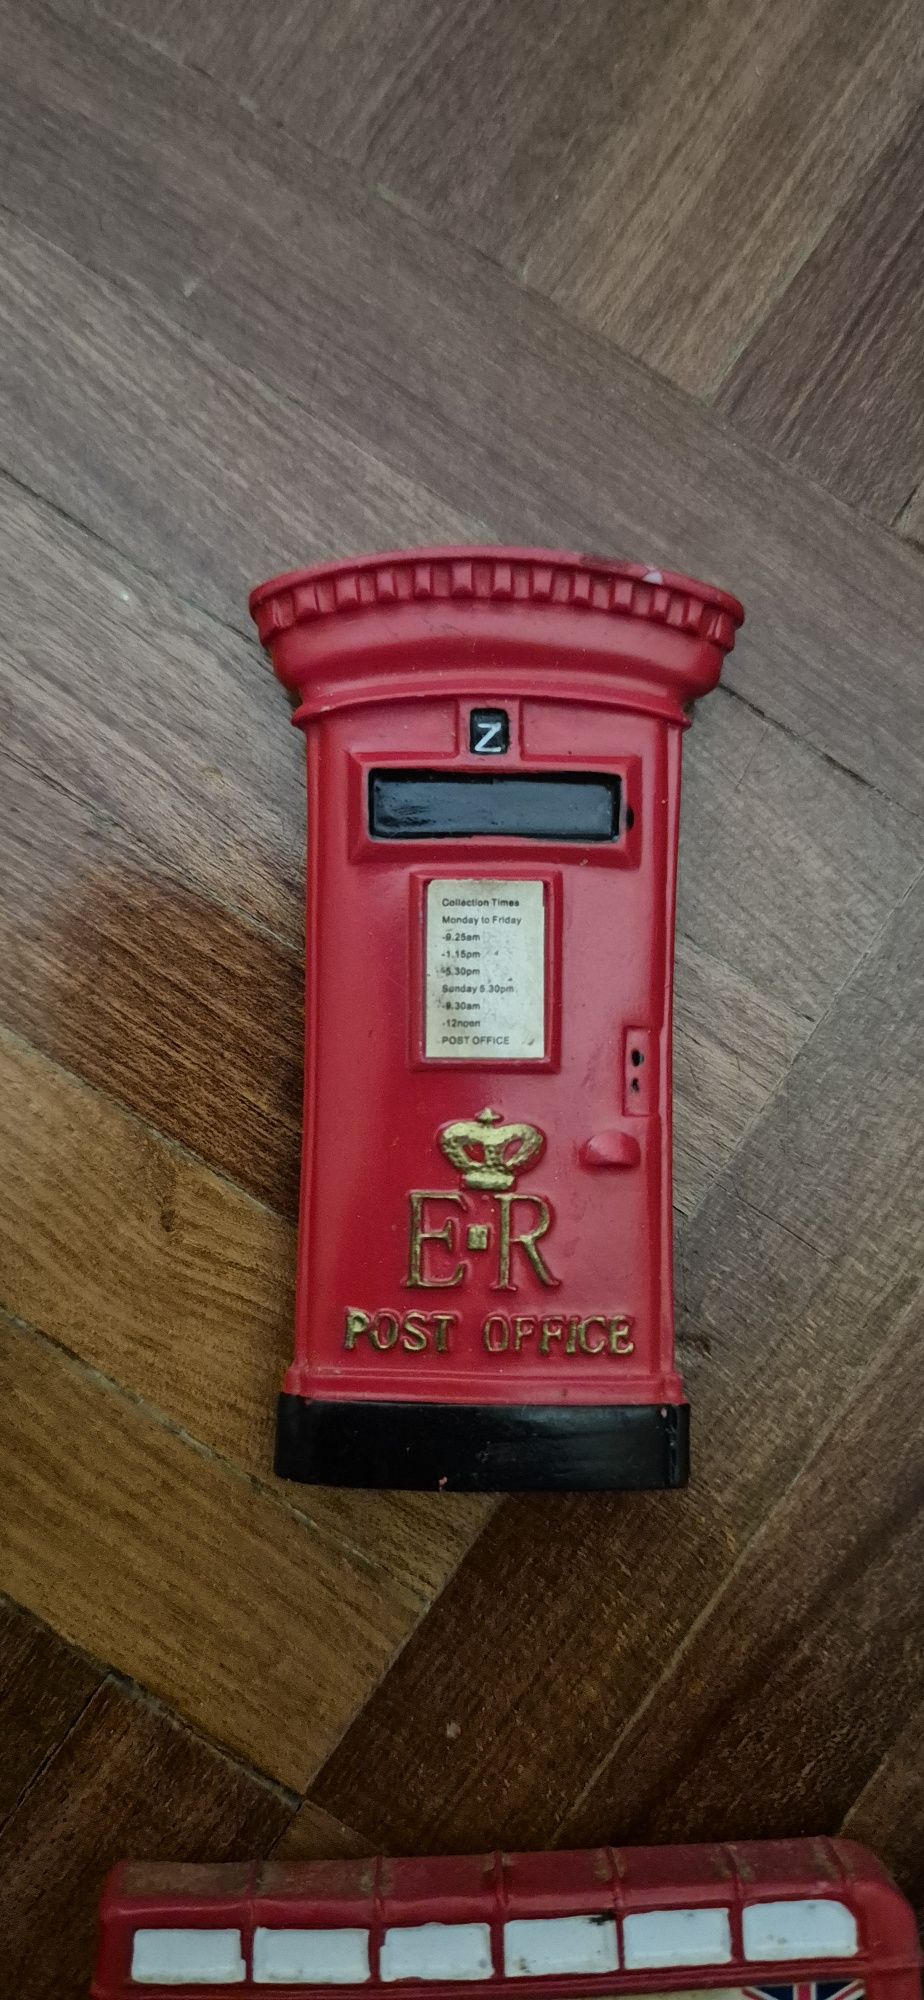 Z
Collection Times
Monday to Friday
-9.25am
-1.15pm
-5.30pm
Sunday 5.30pm
-9.30am
-12noon
POST OFFICE
E R
POST OFFICE